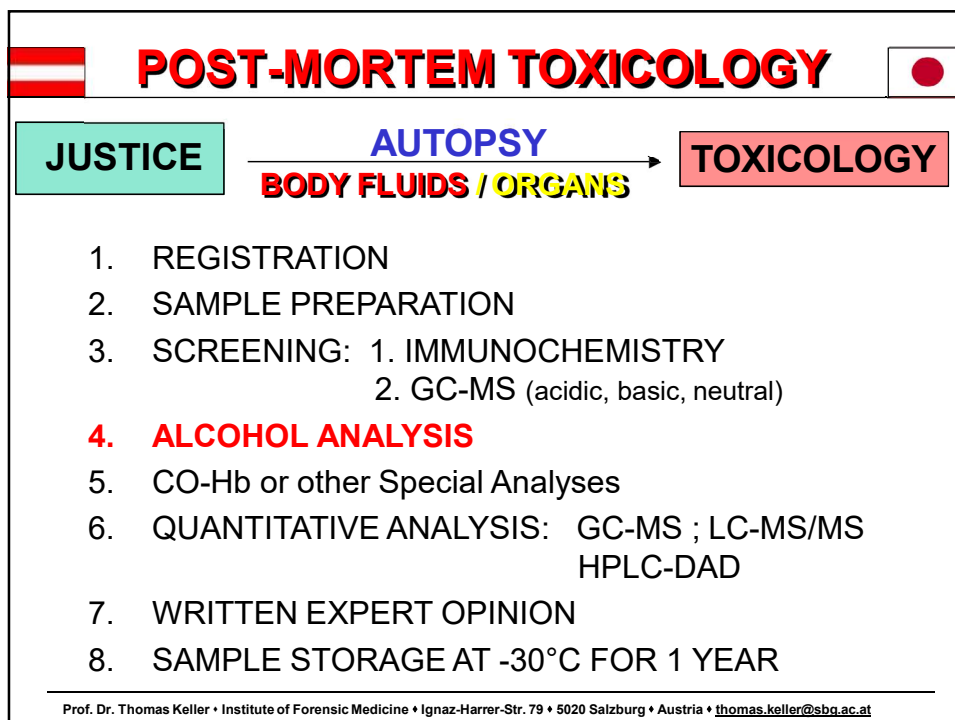 POST-MORTEM TOXICOLOGY
JUSTICE
AUTOPSY
BODY FLUIDS / ORGANS
TOXICOLOGY
1. REGISTRATION
2. SAMPLE PREPARATION
3. SCREENING: 1. IMMUNOCHEMISTRY
2. GC-MS (acidic, basic, neutral)
4. ALCOHOL ANALYSIS
5. CO-Hb or other Special Analyses
6. QUANTITATIVE ANALYSIS: GC-MS ; LC-MS/MS
HPLC-DAD
7. WRITTEN EXPERT OPINION
8. SAMPLE STORAGE AT -30°C FOR 1 YEAR
Prof. Dr. Thomas Keller • Institute of Forensic Medicine • Ignaz-Harrer-Str. 79 • 5020 Salzburg • Austria • thomas.keller@sbg.ac.at